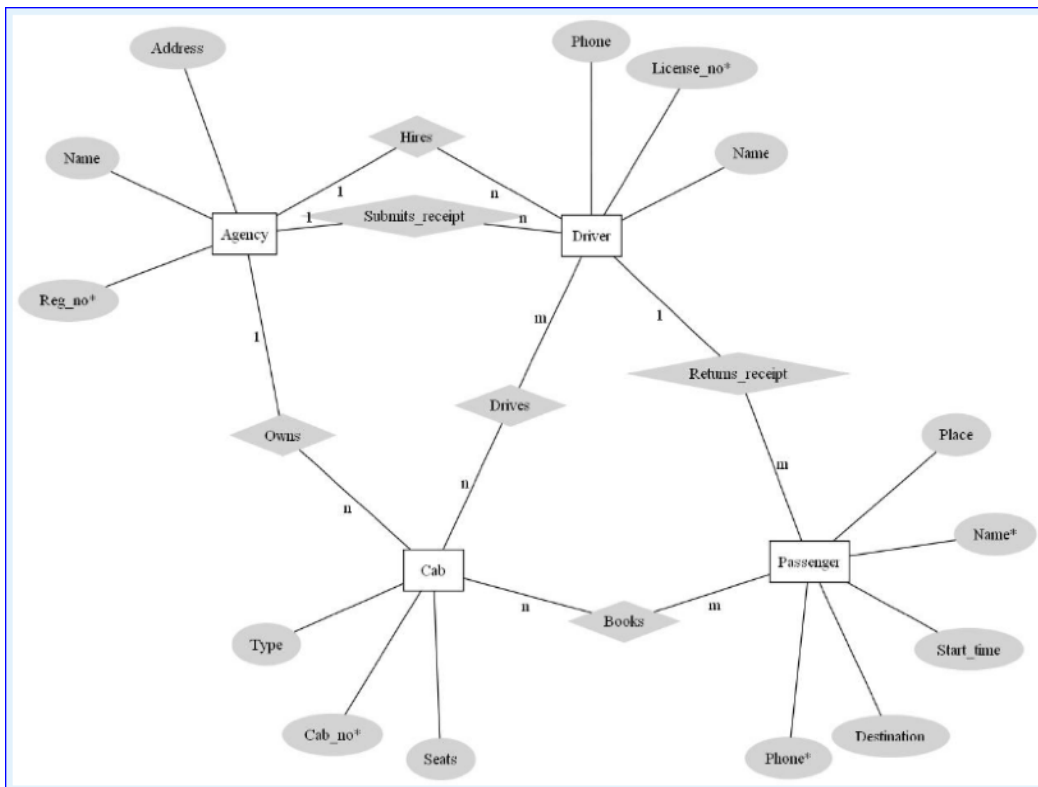 Phone
Address
License_no*
Hires
Name
Name
1
n
1
Submits_receipt
n
Agency
Driver
Reg_no*
1
m
1
Returns_receipt
Drives
Owns
Place
m
n
n
Name*
Cab
Passenger
n
m
Books
Type
Start_time
Cab_no*
Destination
Seats
Phone*